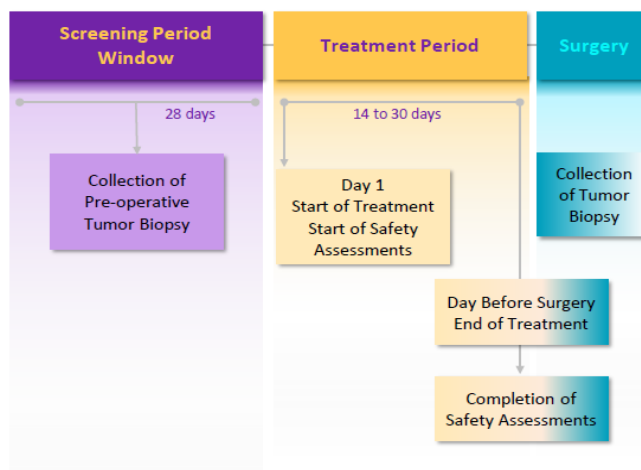 Screening Period
Window
Treatment Period
Surgery
28 days
14 to 30 days
Collection of
Pre-operative
Tumor Biopsy
Day 1
Start of Treatment
Start of Safety
Assessments
Collection
of Tumor
Biopsy
Day Before Surgery
End of Treatment
Completion of
Safety Assessments